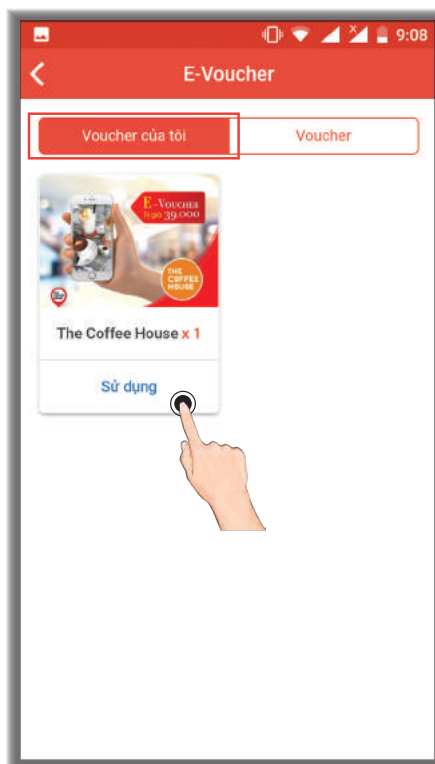 9:08
E-Voucher
Voucher của tôi
Voucher
E-VOUCHER
Trị giá 39.000
THE
COFFEE
HOUSE
The Coffee House x 1
Sử dụng